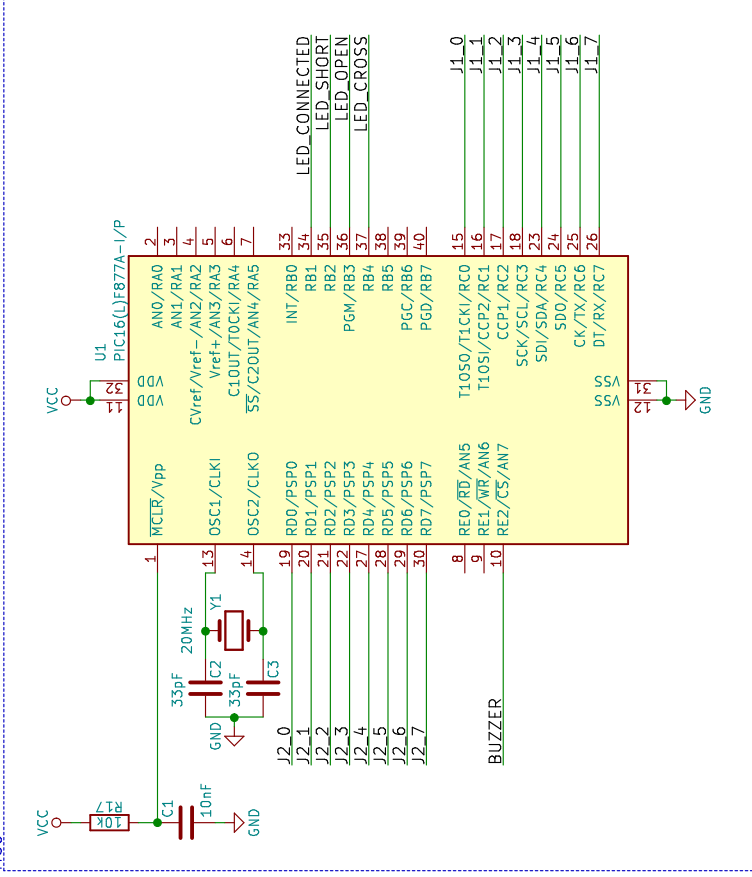 LED_CONNECTED
LED_SHORT
LED_OPEN
LED_CROSS
J1_0
J1_1
J1_2
J1_3
J1_4
J1_5
J1_6
J1_7
U1
PIC16(L)F877A-I/P
2
3
4
5
6
7
33
34
35
36
37
38
39
40
15
16
17
18
23
24
25
26
AN0/RA0
AN1/RA1
CVref/Vref-/AN2/RA2
Vref+/AN3/RA3
C1OUT/T0CKI/RA4
SS/C2OUT/AN4/RA5
INT/RB0
RB1
RB2
PGM/RB3
RB4
RB5
PGC/RB6
PGD/RB7
T1OSO/T1CKI/RC0
T1OSI/CCP2/RC1
CCP1/RC2
SCK/SCL/RC3
SDI/SDA/RC4
SDO/RC5
CK/TX/RC6
DT/RX/RC7
VCC
32
11
VDD
VDD
VSS
VSS
31
12
GND
MCLR/Vpp
OSC1/CLKI
OSC2/CLKO
RD0/PSP0
RD1/PSP1
RD2/PSP2
RD3/PSP3
RD4/PSP4
RD5/PSP5
RD6/PSP6
RD7/PSP7
RE0/RD/AN5
RE1/WR/AN6
RE2/CS/AN7
1
13
14
19
20
21
22
27
28
29
30
8
9
10
20MHz
Y1
33pF
C2
33pF
C3
GND
J2_0
J2_1
J2_2
J2_3
J2_4
J2_5
J2_6
J2_7
BUZZER
VCC
R17
10k
C1
10nF
GND